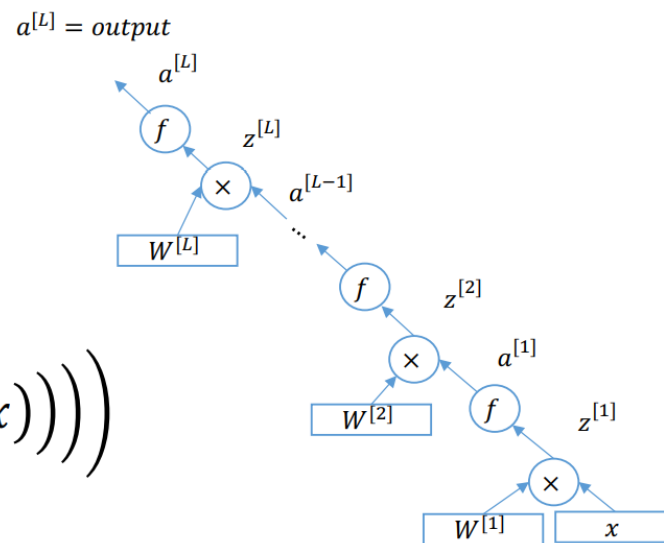 a^{[L]} = output
a^{[L]}
f
z^{[L]}
×
a^{[L-1]}
W^{[L]}
...
f
z^{[2]}
×
a^{[1]}
W^{[2]}
f
z^{[1]}
x))))
×
W^{[1]}
x